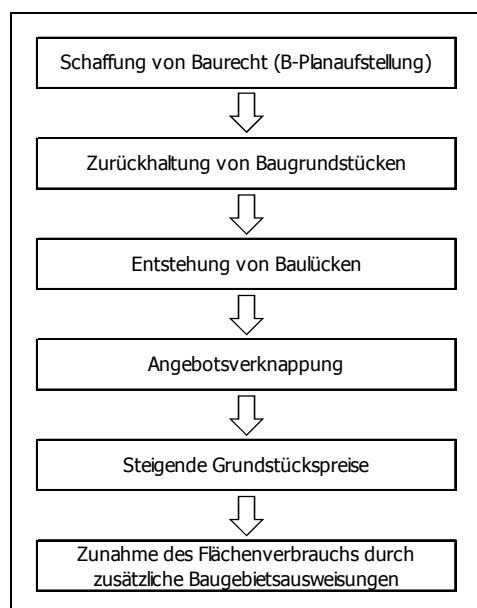 Schaffung von Baurecht (B-Planaufstellung)
Zurückhaltung von Baugrundstücken
Entstehung von Baulücken
Angebotsverknappung
Steigende Grundstückspreise
Zunahme des Flächenverbrauchs durch
zusätzliche Baugebietsausweisungen